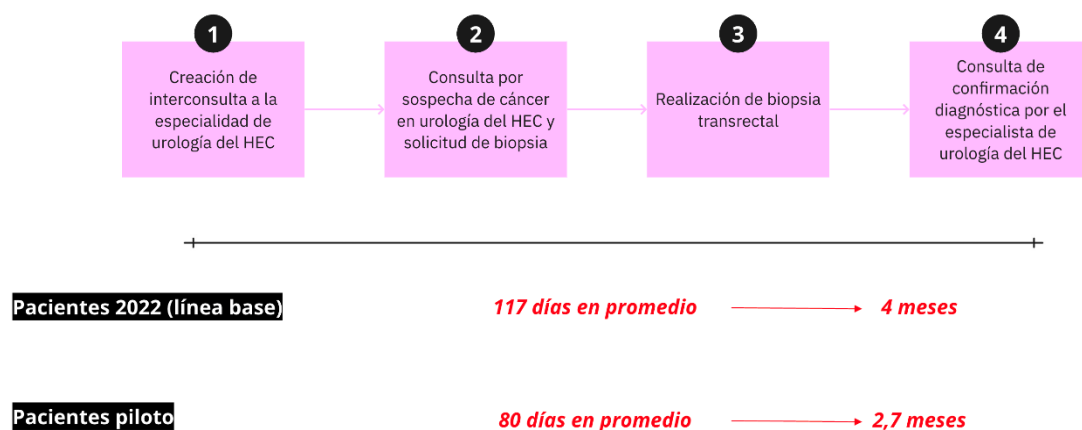 1
Creación de
interconsulta a la
especialidad de
urología del HEC
2
Consulta por
sospecha de cáncer
en urología del HEC y
solicitud de biopsia
3
Realización de biopsia
transrectal
4
Consulta de
confirmación
diagnóstica por el
especialista de
urología del HEC
Pacientes 2022 (línea base)
117 días en promedio
4 meses
Pacientes piloto
80 días en promedio
2,7 meses